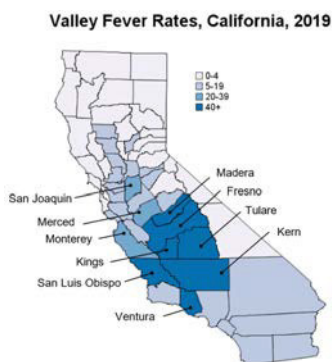 Valley Fever Rates, California, 2019
0-4
5-19
20-39
40+
Madera
Fresno
San Joaquin
Tulare
Merced
Monterey
Kern
Kings
San Luis Obispo
Ventura